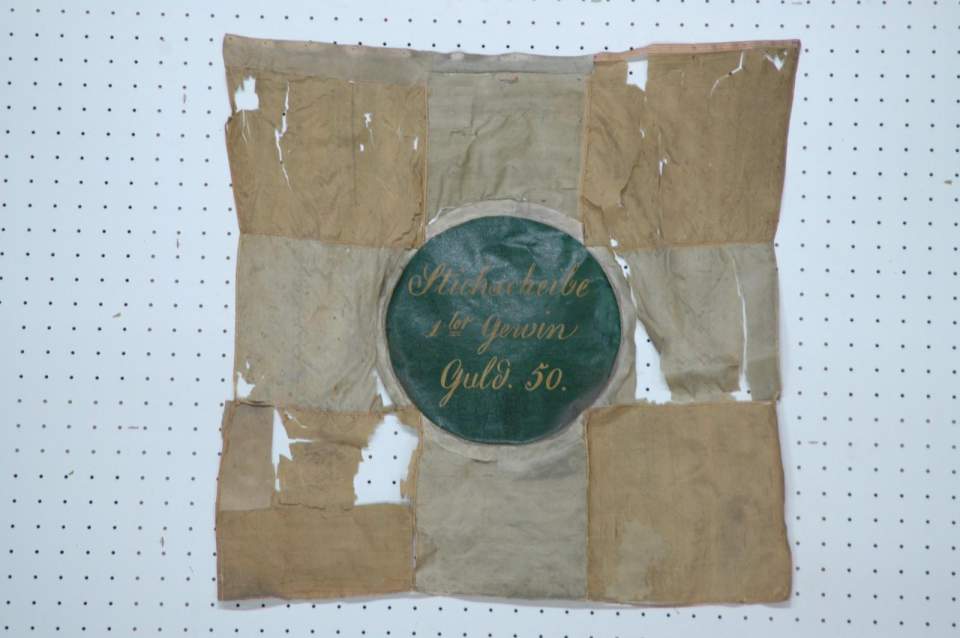 Stichscheibe
1ter Gewin
Guld. 50.